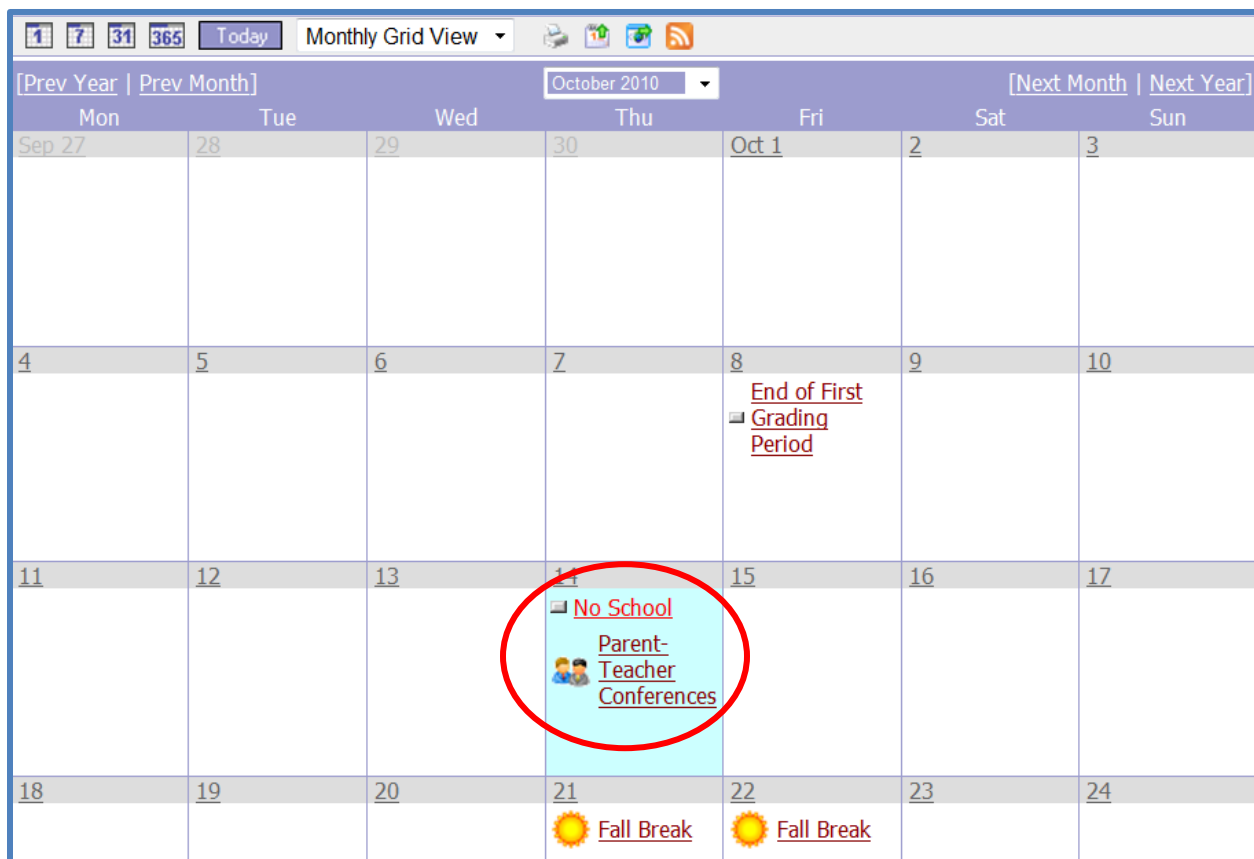 1 7 31 365 Today Monthly Grid View
[Prev Year | Prev Month] October 2010 [Next Month | Next Year]
Mon Tue Wed Thu Fri Sat Sun
Sep 27 28 29 30 Oct 1 2 3
4 5 6 7 8 9 10
End of First
Grading
Period
11 12 13 14 15 16 17
No School
Parent-
Teacher
Conferences
18 19 20 21 22 23 24
Fall Break Fall Break